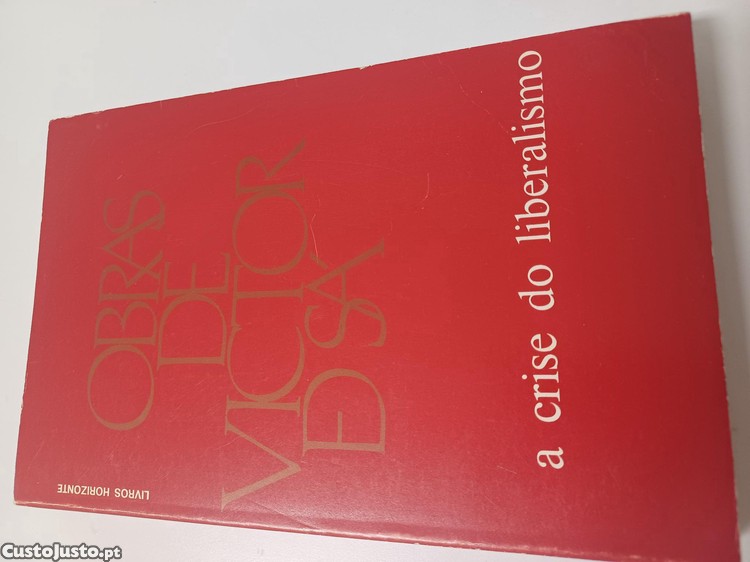 LIVROS HORIZONTE
OBRAS
DE
VICTOR
DE SÁ
a crise do liberalismo
CustoJusto.pt